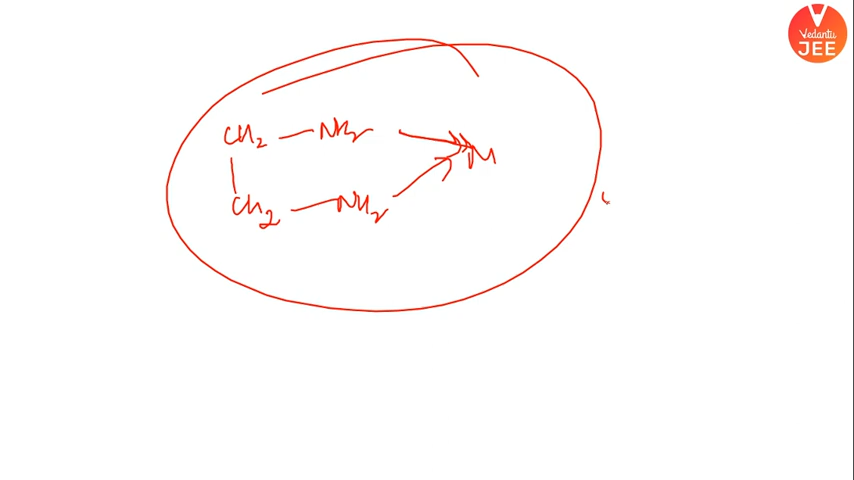 Vedantu
JEE
CH2 — NH2 → M
CH2 — NH2